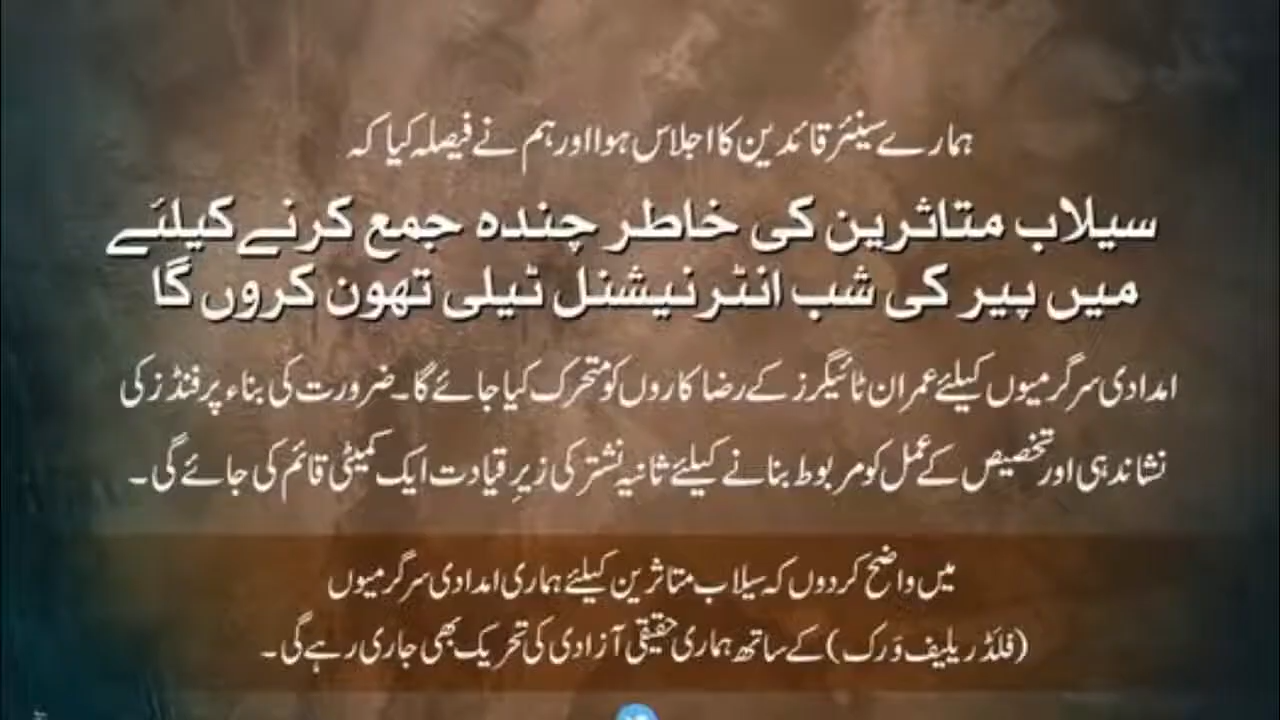 ہمارے سینئر قائدین کا اجلاس ہوا اور ہم نے فیصلہ کیا کہ
سیلاب متاثرین کی خاطر چندہ جمع کرنے کیلئے
میں پیر کی شب انٹرنیشنل ٹیلی تھون کروں گا
امدادی سرگرمیوں کیلئے عمران ٹائیگرز کے رضا کاروں کو متحرک کیا جائے گا۔ ضرورت کی بناء پر فنڈز کی
نشاندہی اور تخصیص کے عمل کو مربوط بنانے کیلئے ثانیہ نشتر کی زیرِ قیادت ایک کمیٹی قائم کی جائے گی۔
میں واضح کردوں کہ سیلاب متاثرین کیلئے ہماری امدادی سرگرمیوں
(فلڈ ریلیف وَرک) کے ساتھ ہماری حقیقی آزادی کی تحریک بھی جاری رہے گی۔